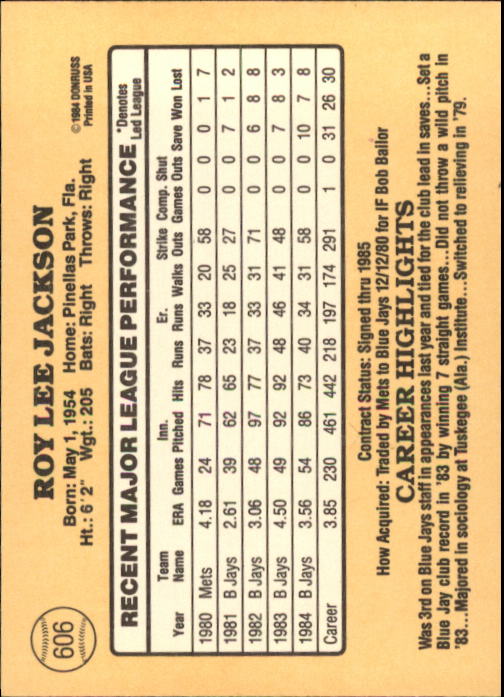 606
ROY LEE JACKSON
© 1984 DONRUSS
Printed in USA
Born: May 1, 1954 Home: Pinellas Park, Fla.
Ht.: 6'2" Wgt.: 205 Bats: Right Throws: Right
RECENT MAJOR LEAGUE PERFORMANCE
*Denotes
Led League
Team Inn. Er. Strike Comp. Shut
Year Name ERA Games Pitched Hits Runs Runs Walks Outs Games Outs Save Won Lost
1980 Mets 4.18 24 71 78 37 33 20 58 0 0 1 7
1981 B Jays 2.61 39 62 65 23 18 25 27 0 0 7 1 2
1982 B Jays 3.06 48 97 77 37 33 31 71 0 0 6 8 8
1983 B Jays 4.50 49 92 92 48 46 41 48 0 0 7 8 3
1984 B Jays 3.56 54 86 73 40 34 31 58 0 0 10 7 8
Career 3.85 230 461 442 218 197 174 291 1 0 31 26 30
Contract Status: Signed thru 1985
How Acquired: Traded by Mets to Blue Jays 12/12/80 for IF Bob Bailor
CAREER HIGHLIGHTS
Was 3rd on Blue Jays staff in appearances last year and tied for the club lead in saves...Set a
Blue Jay club record in '83 by winning 7 straight games...Did not throw a wild pitch in
'83...Majored in sociology at Tuskegee (Ala.) Institute...Switched to relieving in '79.